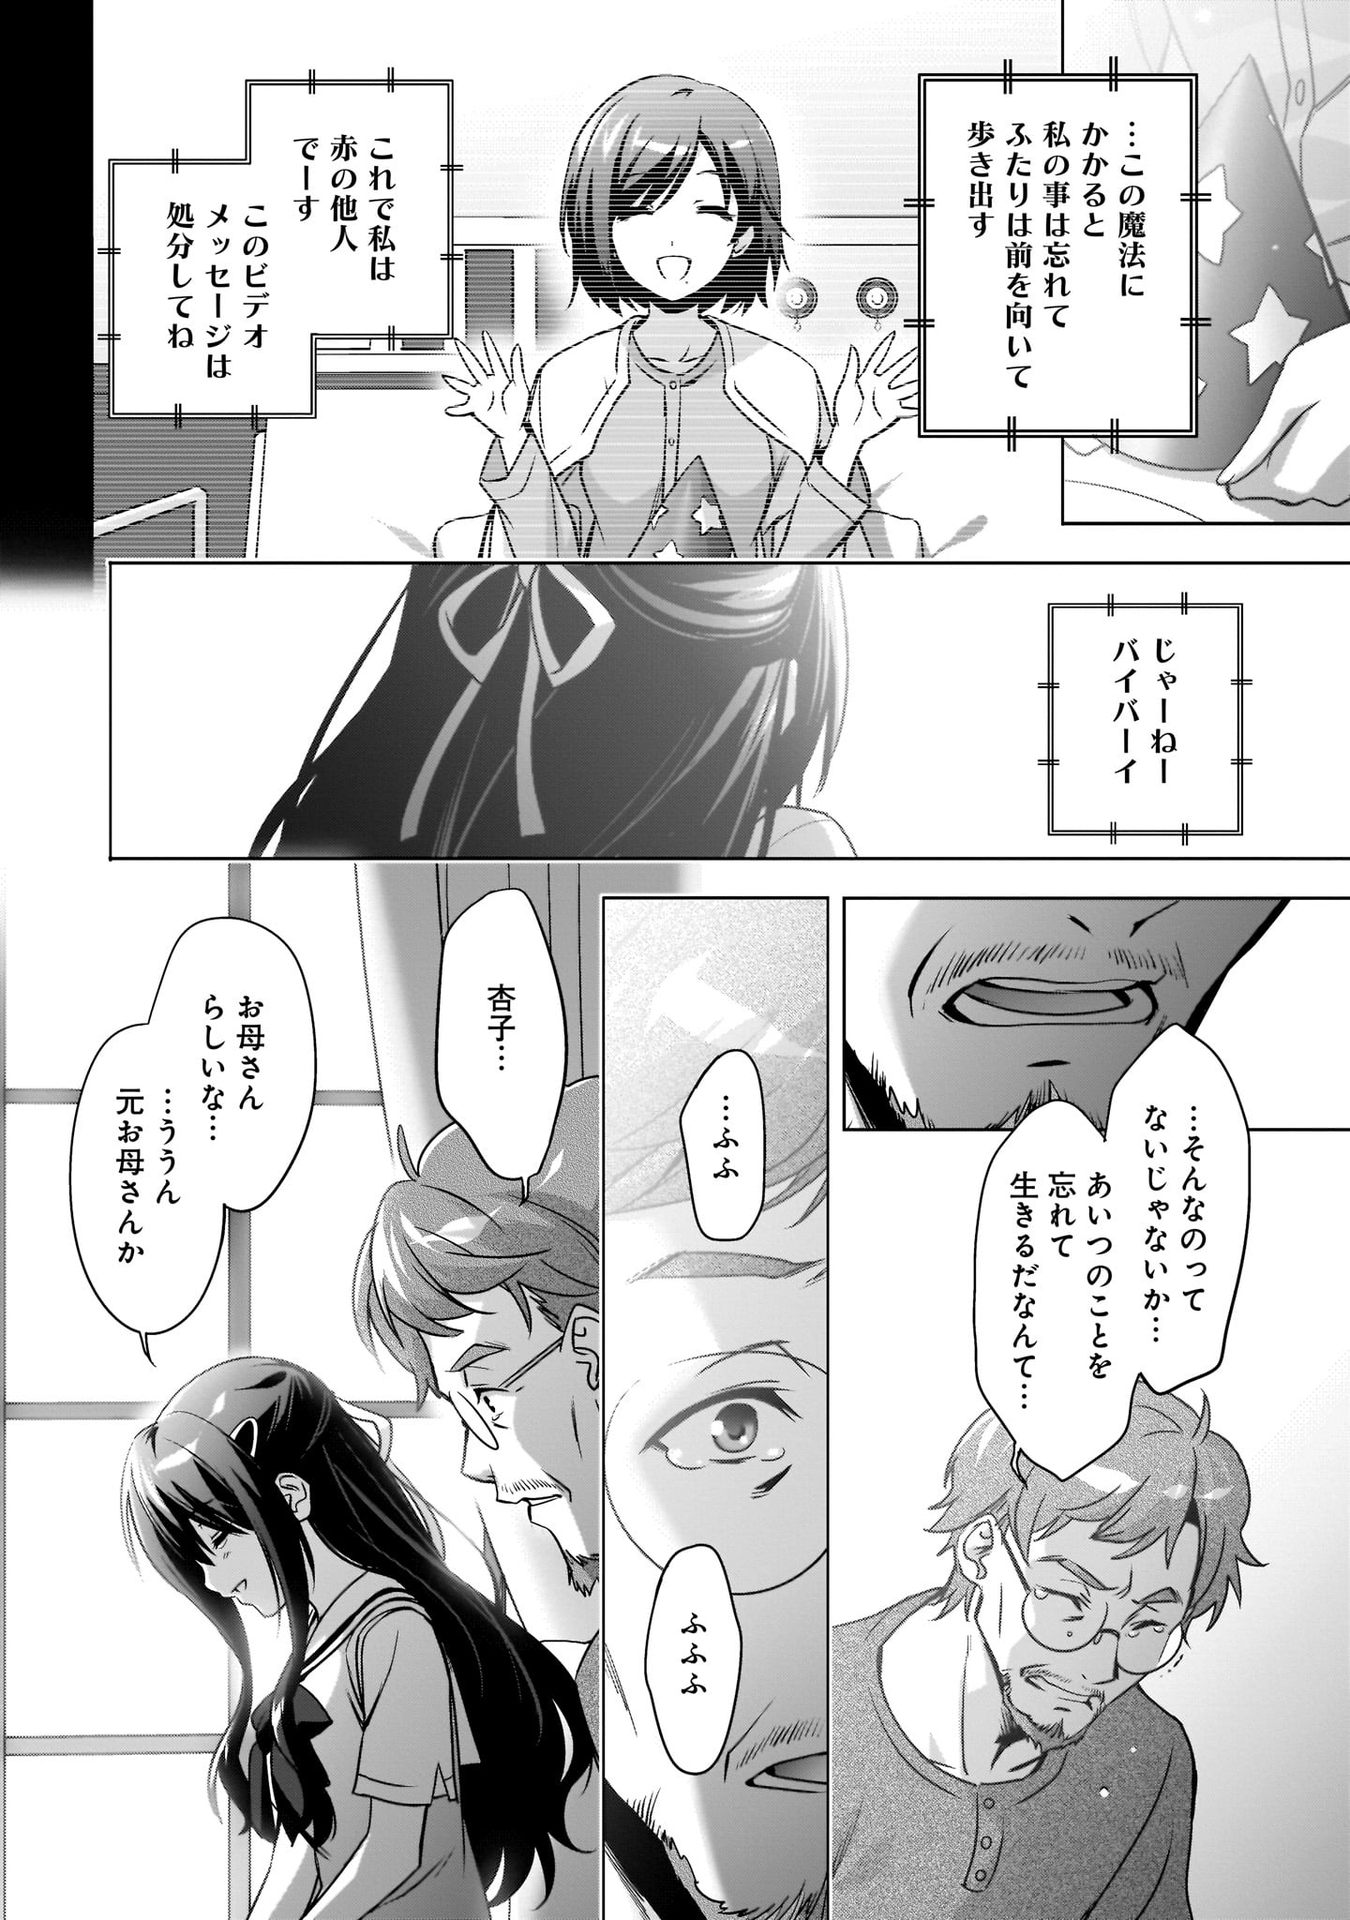 …この魔法に
かかると
私の事は忘れて
ふたりは前を向いて
歩き出す
これで私は
赤の他人
でーす
このビデオ
メッセージは
処分してね
じゃーねー
バイバーイ
…そんなのって
ないじゃないか…
あいつのことを
忘れて
生きるだなんて…
…ふふ
ふふふ
杏子…
お母さん
らしいな…
…ううん
元お母さんか